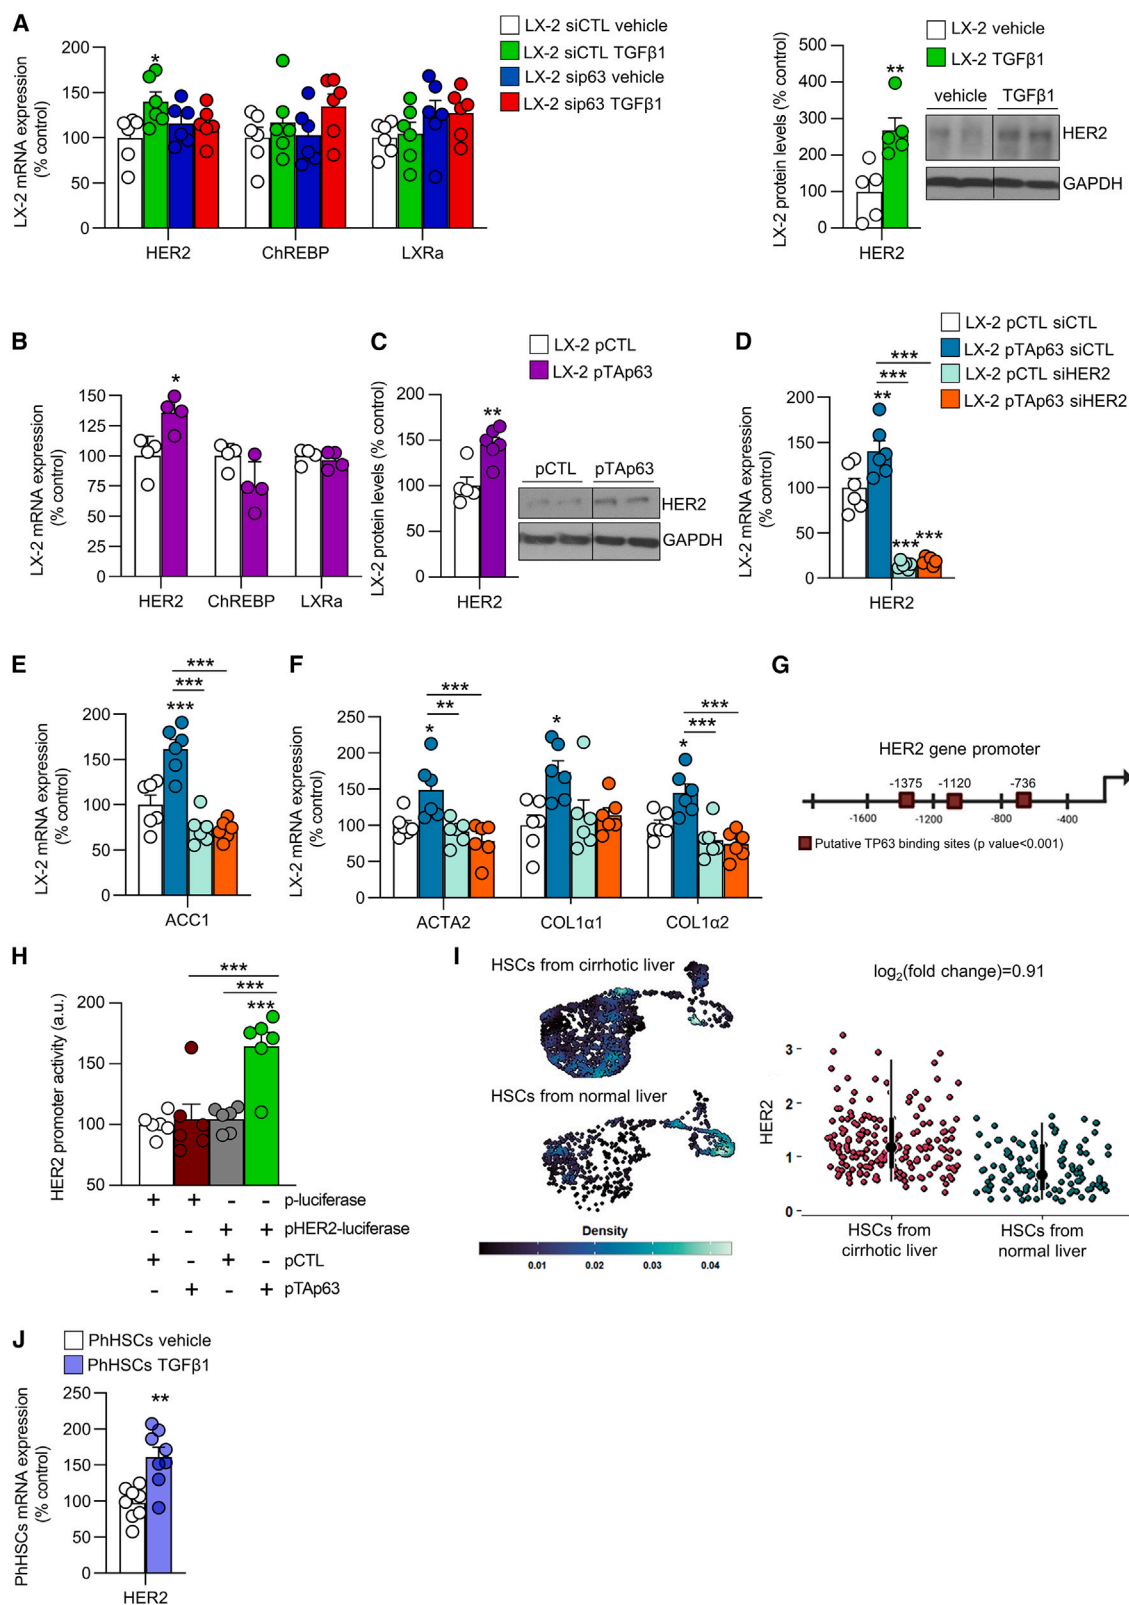 A
LX-2 siCTL vehicle
LX-2 siCTL TGFβ1
LX-2 sip63 vehicle
LX-2 sip63 TGFβ1
LX-2 mRNA expression
(% control)
200
150
100
50
0
*
HER2
ChREBP
LXRa
LX-2 vehicle
LX-2 TGFβ1
LX-2 protein levels (% control)
500
400
300
200
100
0
**
HER2
vehicle
TGFβ1
HER2
GAPDH
B
LX-2 mRNA expression
(% control)
150
125
100
75
50
25
0
*
HER2
ChREBP
LXRa
C
LX-2 pCTL
LX-2 pTAp63
LX-2 protein levels (% control)
200
150
100
50
0
**
HER2
pCTL
pTAp63
HER2
GAPDH
D
LX-2 pCTL siCTL
LX-2 pTAp63 siCTL
LX-2 pCTL siHER2
LX-2 pTAp63 siHER2
LX-2 mRNA expression
(% control)
200
150
100
50
0
***
***
**
***
***
HER2
E
LX-2 mRNA expression
(% control)
200
150
100
50
0
***
***
***
ACC1
F
LX-2 mRNA expression
(% control)
250
200
150
100
50
0
***
**
*
*
***
***
*
ACTA2
COL1α1
COL1α2
G
HER2 gene promoter
-1375
-1120
-736
-1600
-1200
-800
-400
Putative TP63 binding sites (p value<0.001)
H
HER2 promoter activity (a.u.)
200
150
100
50
***
***
***
+ + - - p-luciferase
- - + + pHER2-luciferase
+ - + - pCTL
- + - + pTAp63
I
HSCs from cirrhotic liver
HSCs from normal liver
Density
0.01 0.02 0.03 0.04
log₂(fold change)=0.91
HER2
3
2
1
0
HSCs from
cirrhotic liver
HSCs from
normal liver
J
PhHSCs vehicle
PhHSCs TGFβ1
PhHSCs mRNA expression
(% control)
250
200
150
100
50
0
**
HER2